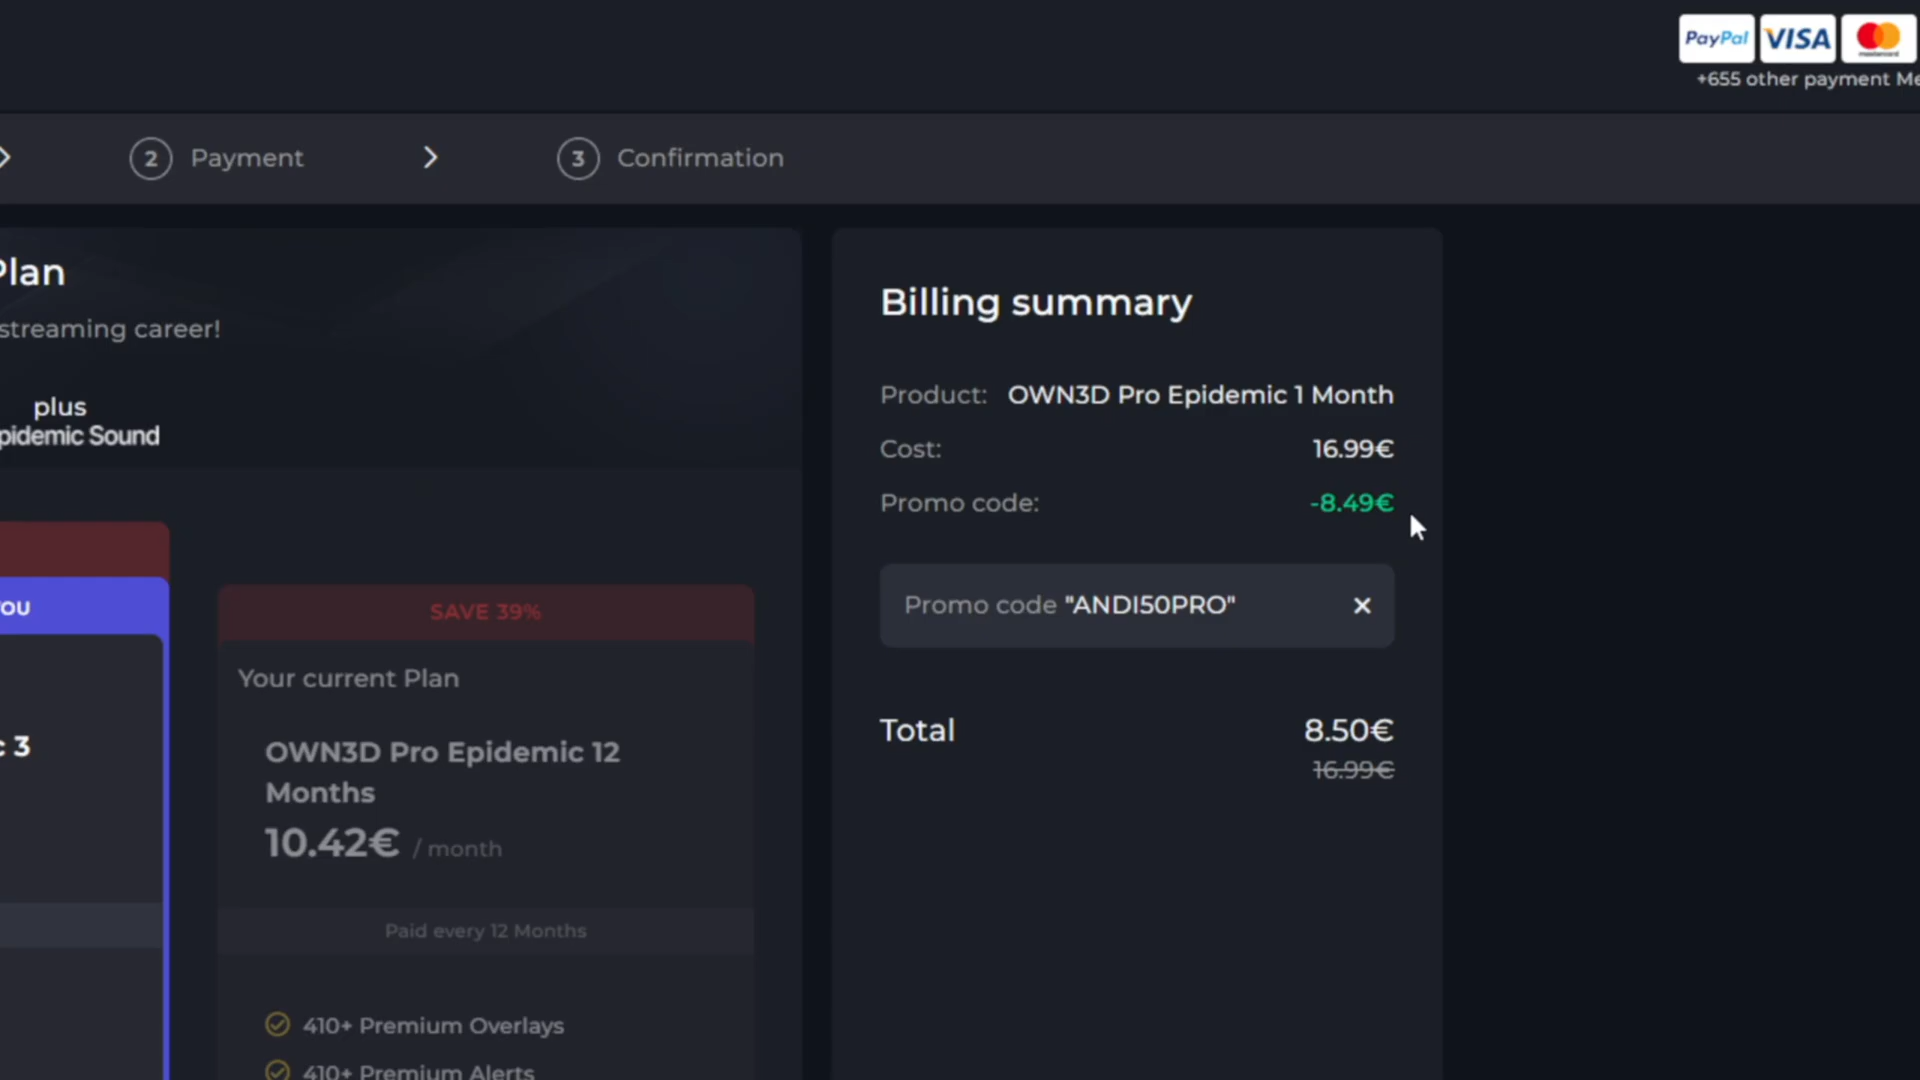 PayPal VISA mastercard
+655 other payment Me
2 Payment
3 Confirmation
Plan
streaming career!
plus
pidemic Sound
YOU
c 3
SAVE 39%
Your current Plan
OWN3D Pro Epidemic 12
Months
10.42€ / month
Paid every 12 Months
410+ Premium Overlays
410+ Premium Alerts
Billing summary
Product: OWN3D Pro Epidemic 1 Month
Cost: 16.99€
Promo code: -8.49€
Promo code "ANDI50PRO"
Total 8.50€
16.99€